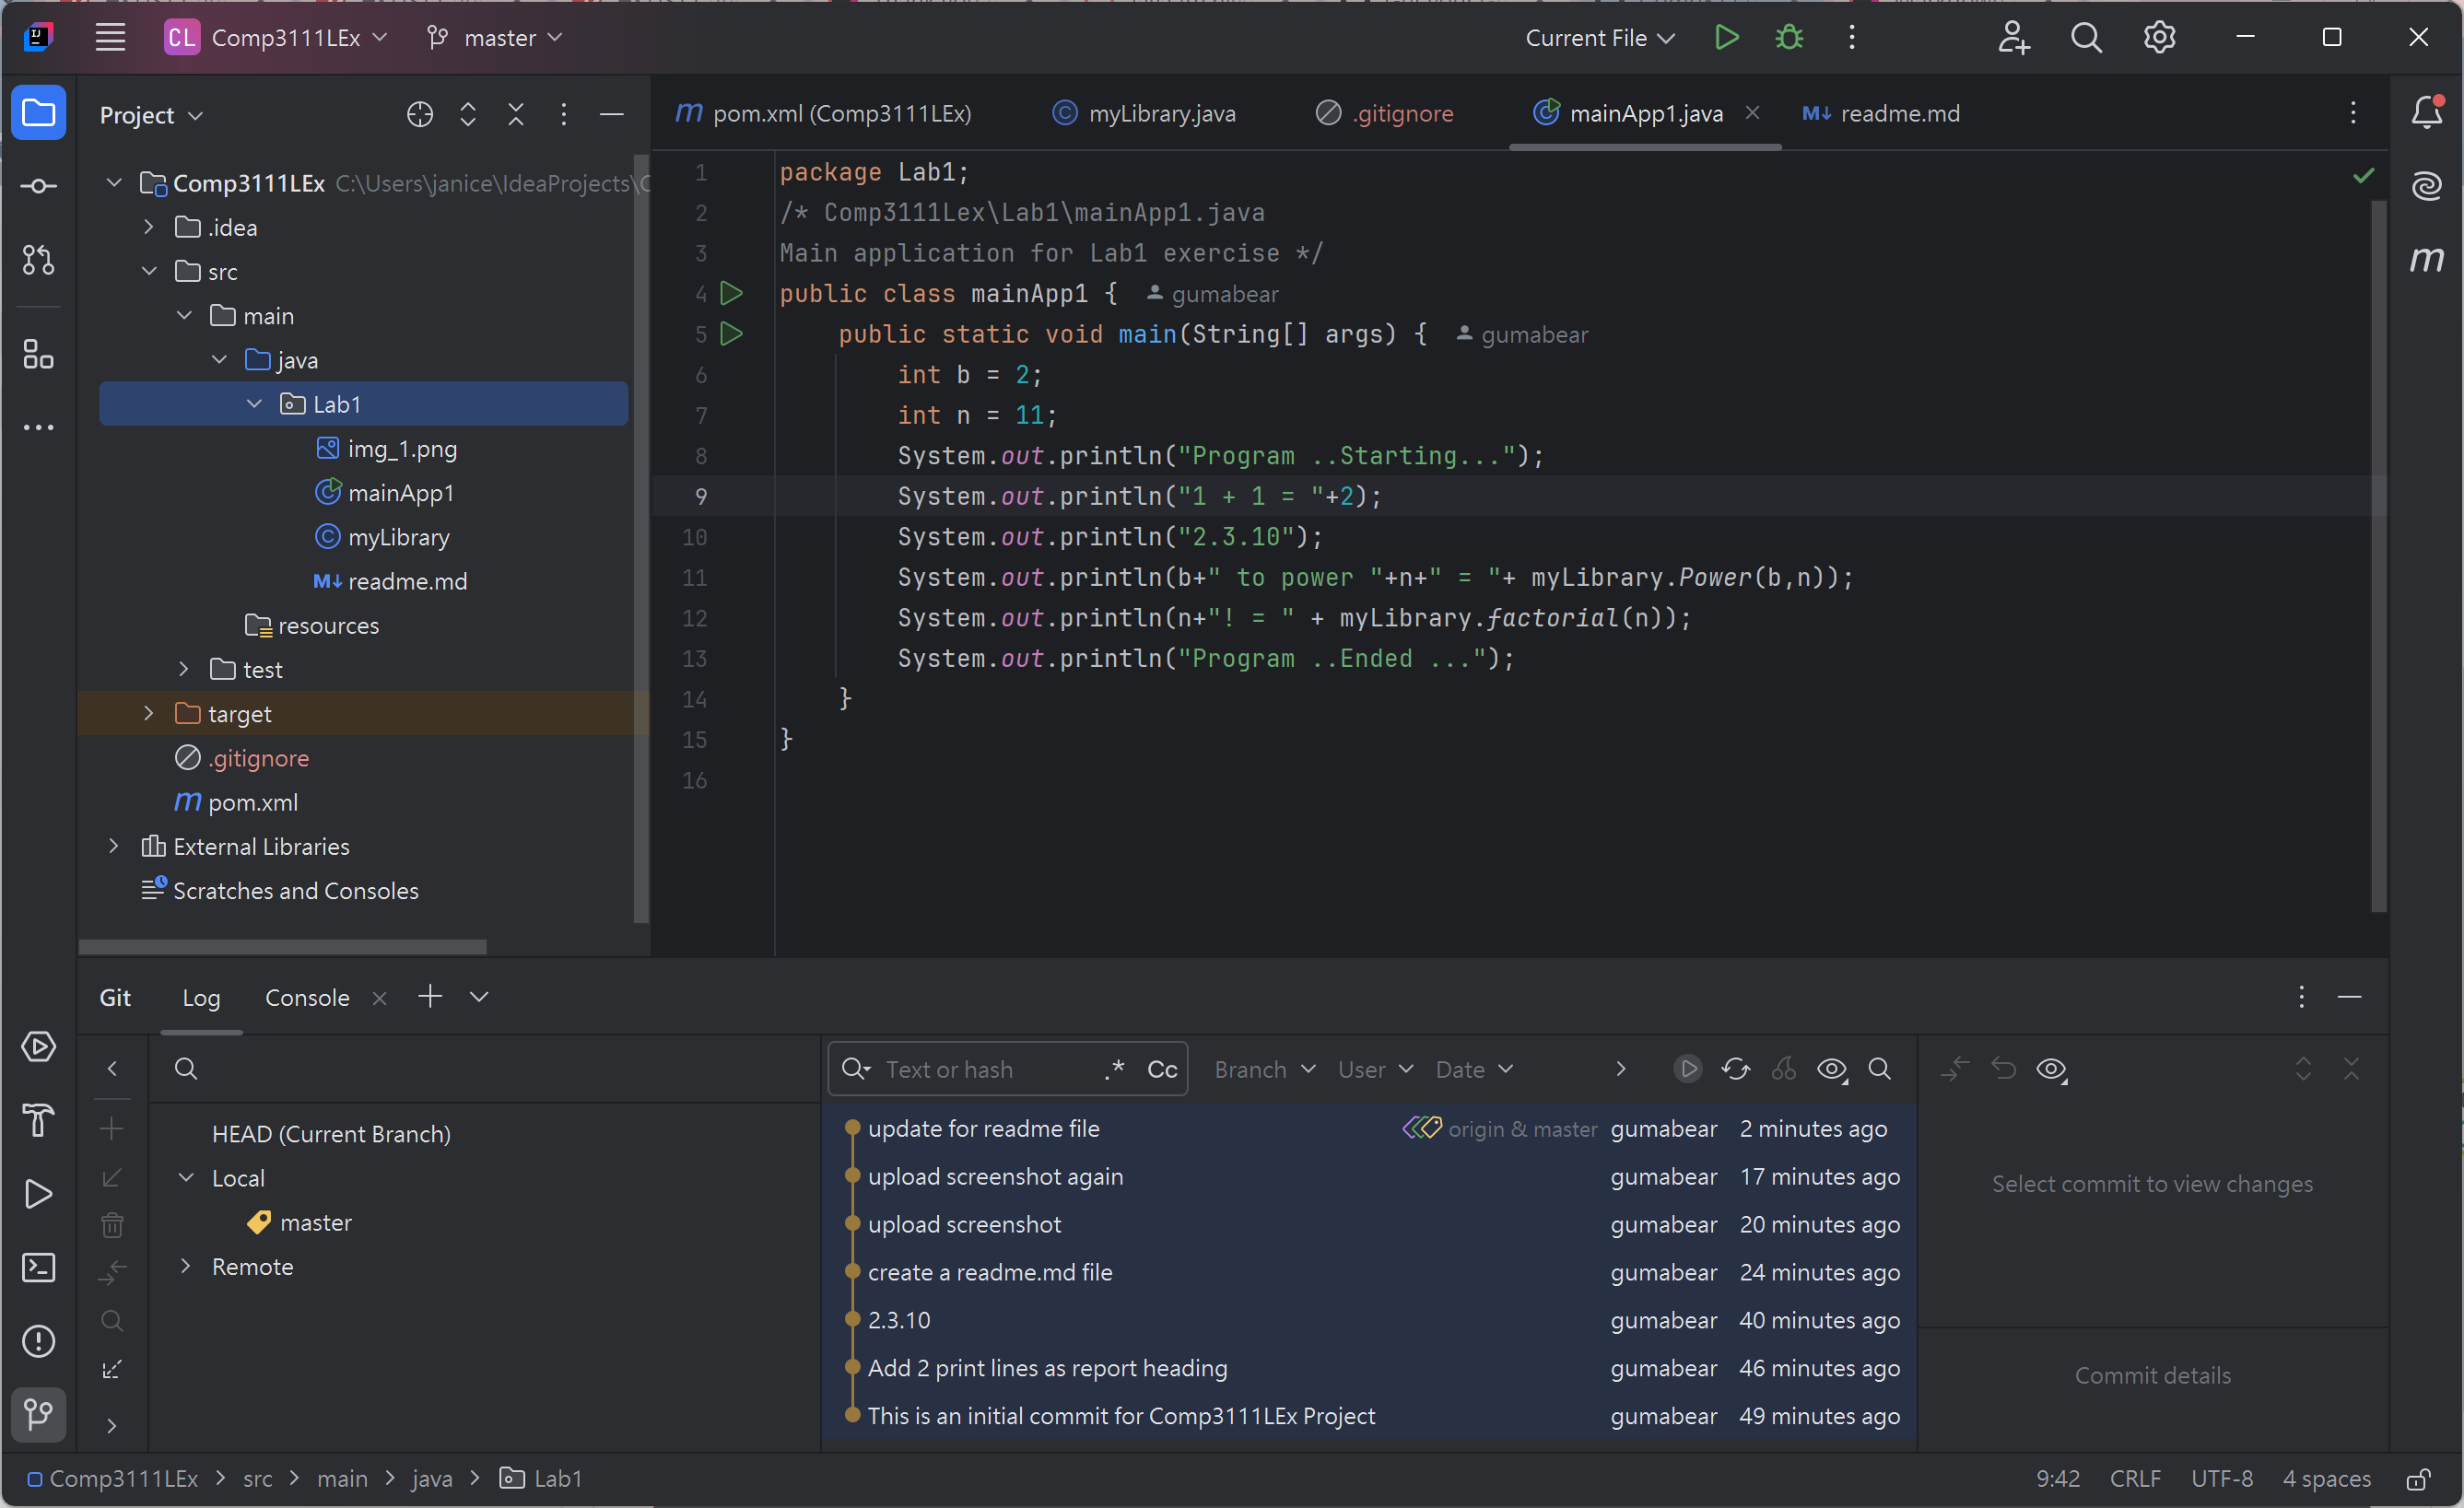 CL Comp3111LEx master Current File
Project
pom.xml (Comp3111LEx) myLibrary.java .gitignore mainApp1.java readme.md
Comp3111LEx C:\Users\janice\IdeaProjects\
.idea
src
main
java
Lab1
img_1.png
mainApp1
myLibrary
readme.md
resources
test
target
.gitignore
pom.xml
External Libraries
Scratches and Consoles
1 package Lab1;
2 /* Comp3111Lex\Lab1\mainApp1.java
3 Main application for Lab1 exercise */
4 public class mainApp1 { gumabear
5 public static void main(String[] args) { gumabear
6 int b = 2;
7 int n = 11;
8 System.out.println("Program ..Starting...");
9 System.out.println("1 + 1 = "+2);
10 System.out.println("2.3.10");
11 System.out.println(b+" to power "+n+" = "+ myLibrary.Power(b,n));
12 System.out.println(n+"! = " + myLibrary.factorial(n));
13 System.out.println("Program ..Ended ...");
14 }
15 }
16
Git Log Console
Text or hash .* Cc Branch User Date
HEAD (Current Branch)
Local
master
Remote
update for readme file origin & master gumabear 2 minutes ago
upload screenshot again gumabear 17 minutes ago
upload screenshot gumabear 20 minutes ago
create a readme.md file gumabear 24 minutes ago
2.3.10 gumabear 40 minutes ago
Add 2 print lines as report heading gumabear 46 minutes ago
This is an initial commit for Comp3111LEx Project gumabear 49 minutes ago
Select commit to view changes
Commit details
Comp3111LEx > src > main > java > Lab1
9:42 CRLF UTF-8 4 spaces